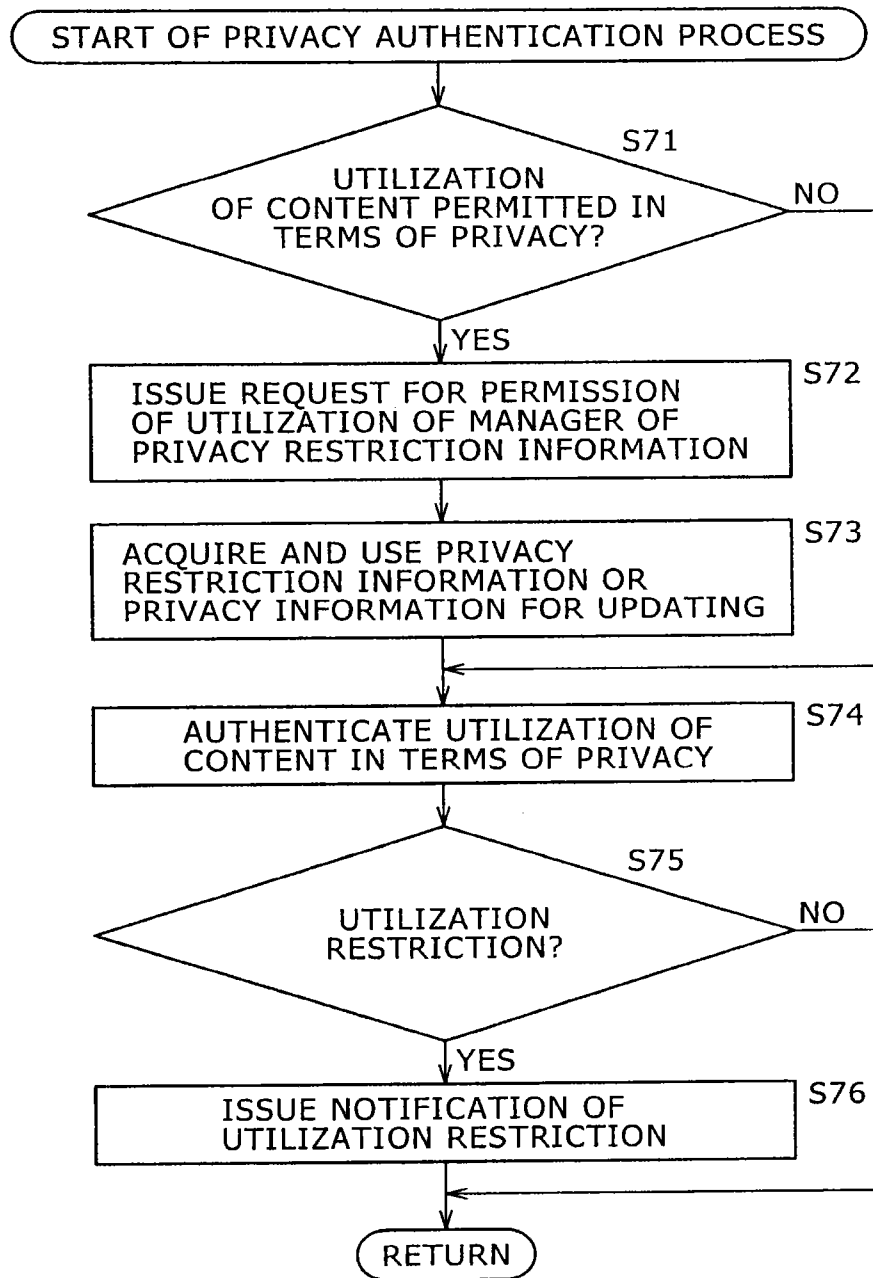 START OF PRIVACY AUTHENTICATION PROCESS
S71
UTILIZATION
OF CONTENT PERMITTED IN
TERMS OF PRIVACY?
NO
YES
S72
ISSUE REQUEST FOR PERMISSION
OF UTILIZATION OF MANAGER OF
PRIVACY RESTRICTION INFORMATION
S73
ACQUIRE AND USE PRIVACY
RESTRICTION INFORMATION OR
PRIVACY INFORMATION FOR UPDATING
S74
AUTHENTICATE UTILIZATION OF
CONTENT IN TERMS OF PRIVACY
S75
UTILIZATION
RESTRICTION?
NO
YES
S76
ISSUE NOTIFICATION OF
UTILIZATION RESTRICTION
RETURN